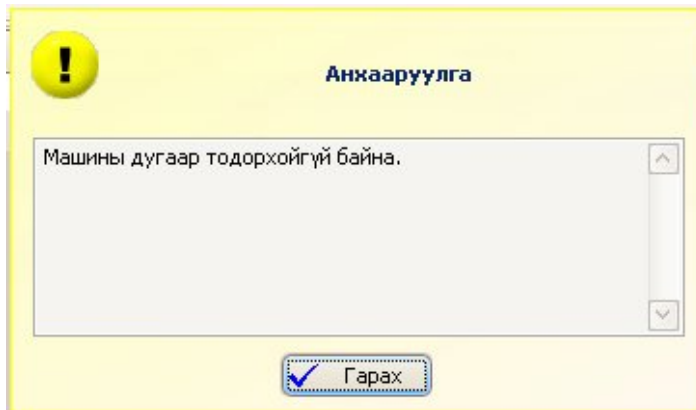 Анхааруулга
Машины дугаар тодорхойгүй байна.
Гарах